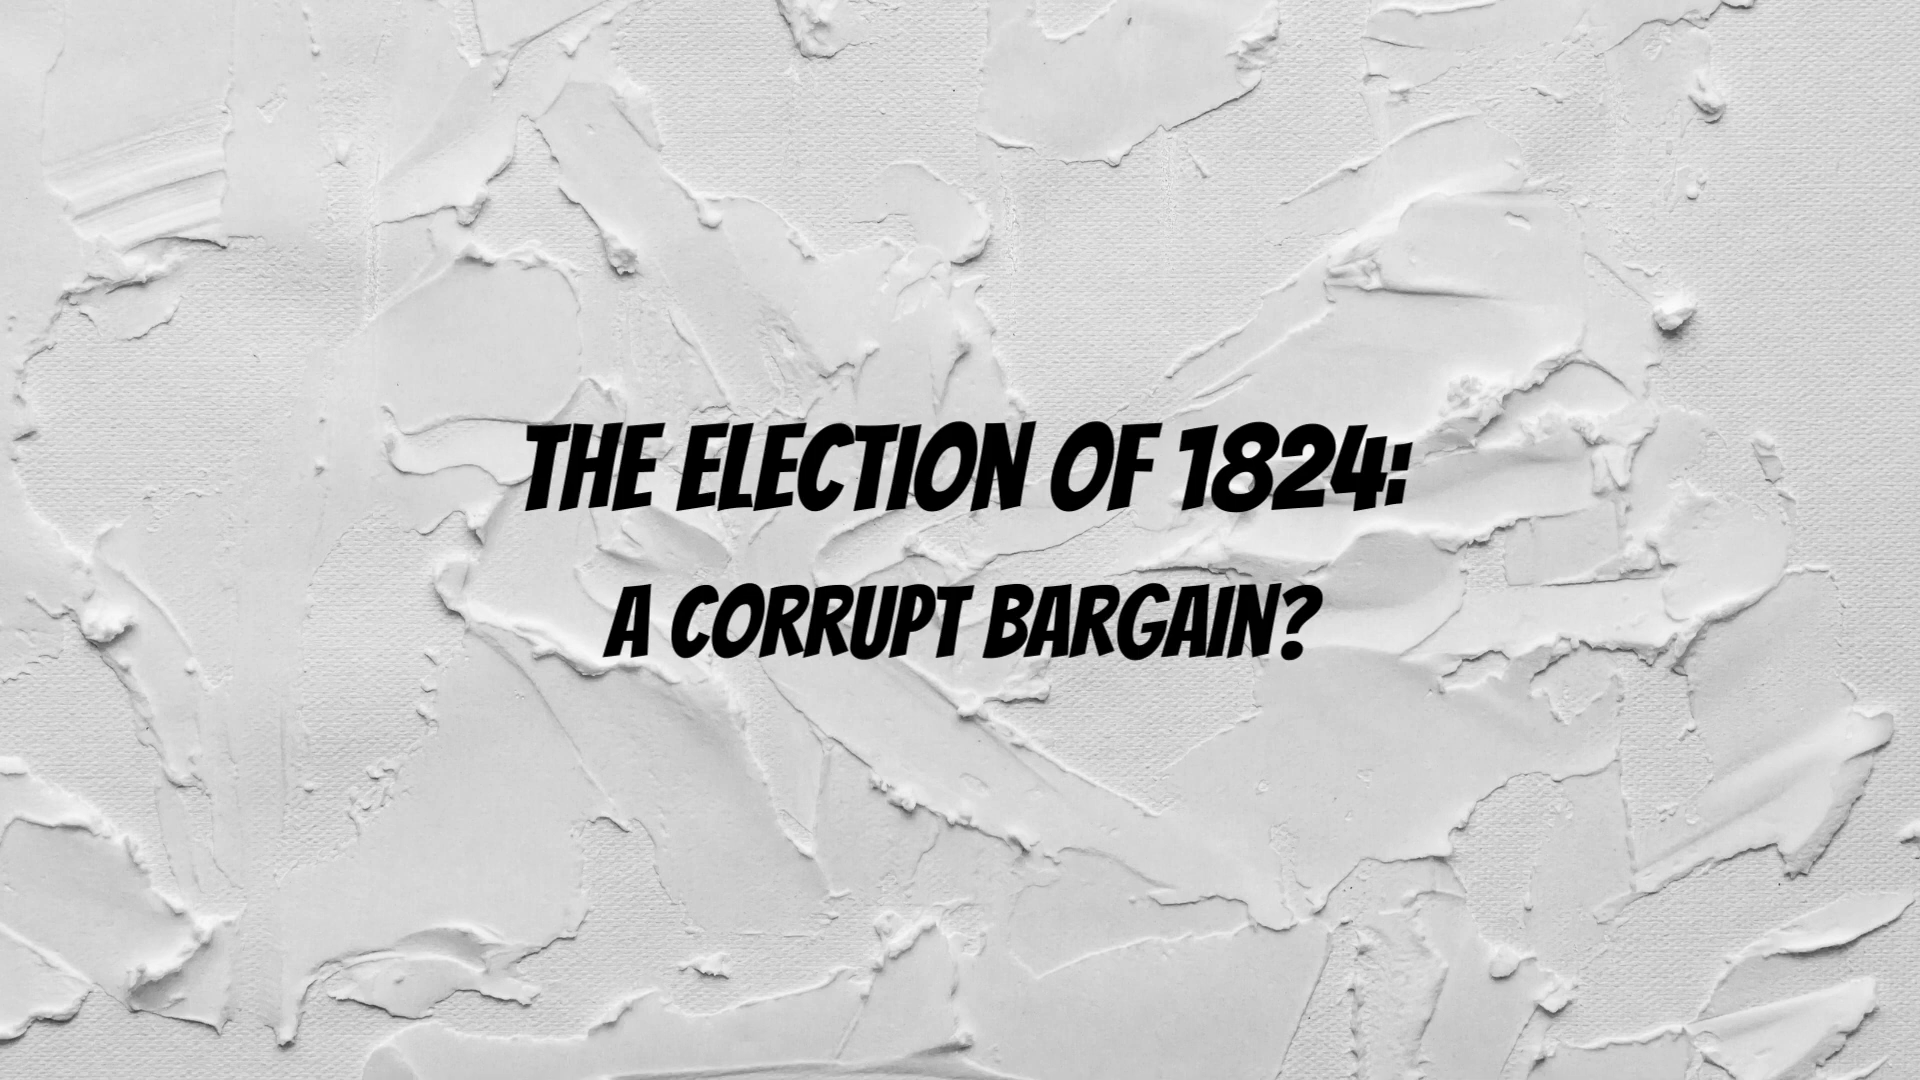 THE ELECTION OF 1824:
A CORRUPT BARGAIN?